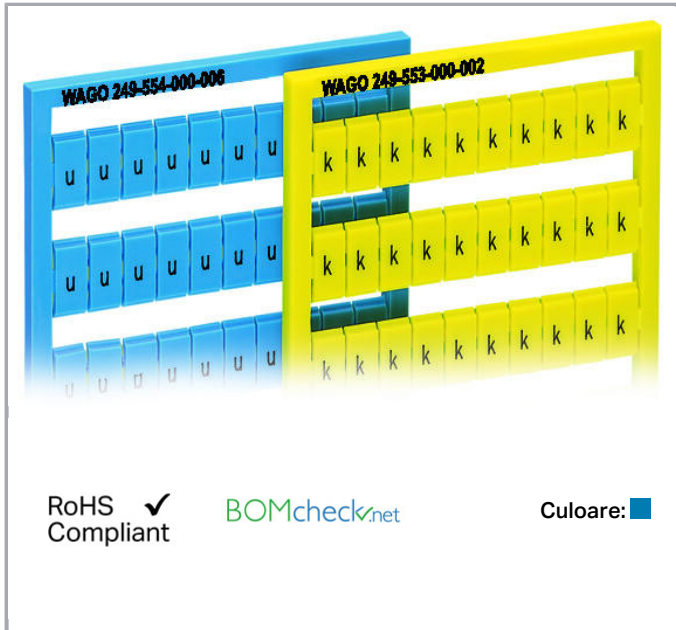 WAGO 249-554-000-006
WAGO 249-553-000-002
u u u u u u u
k k k k k k k k k k
u u u u u u u
k k k k k k k k k k
u u u u u u u
k k k k k k k k k k
RoHS ✓
Compliant
BOMcheck.net
Culoare: